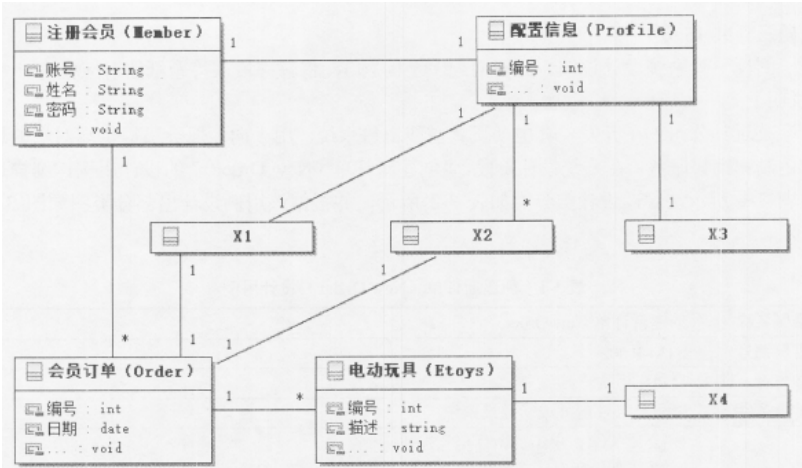 注册会员（Member）
账号 : String
姓名 : String
密码 : String
... : void
配置信息（Profile）
编号 : int
... : void
1
1
1
1
1
1
1
*
1
X1
X2
X3
1
1
1
*
1
会员订单（Order）
编号 : int
日期 : date
... : void
1
*
电动玩具（Etoys）
编号 : int
描述 : string
... : void
1
1
X4